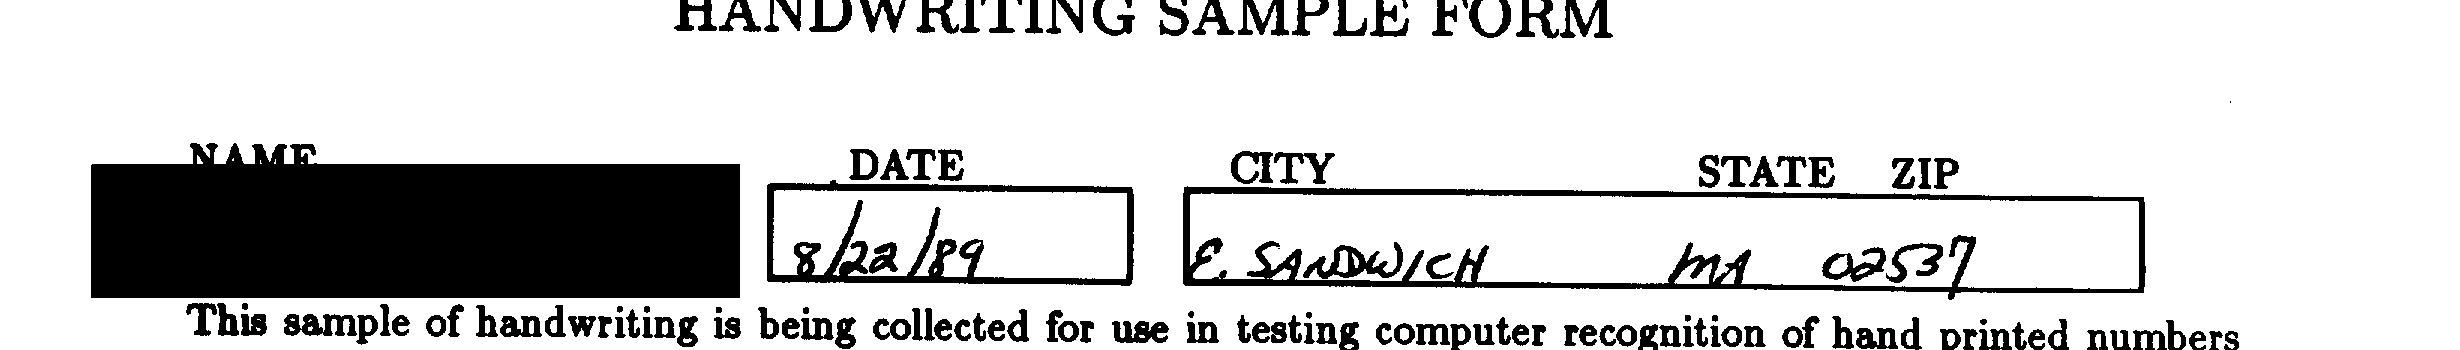 HANDWRITING SAMPLE FORM
NAME DATE CITY STATE ZIP
8/22/89 E. SANDWICH MA 02537
This sample of handwriting is being collected for use in testing computer recognition of hand printed numbers